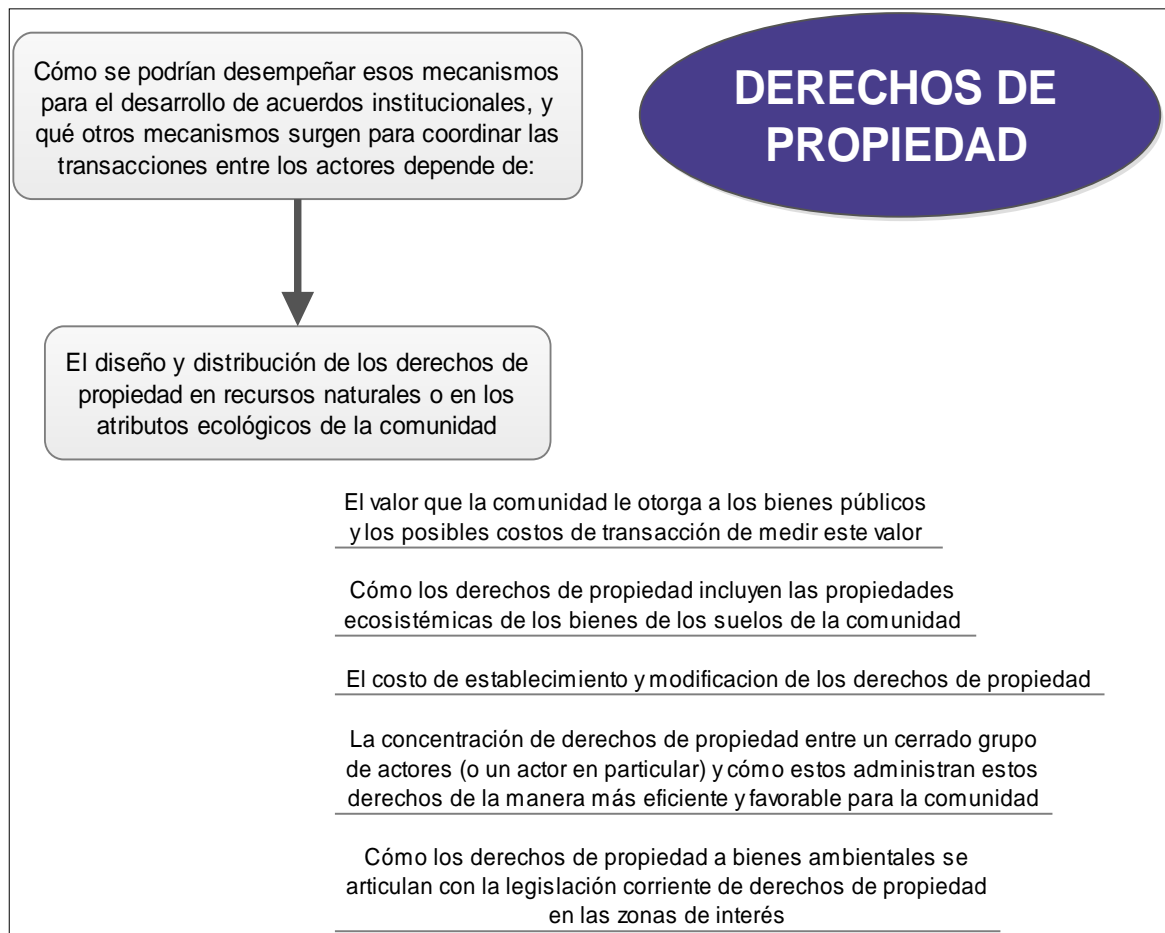 DERECHOS DE
PROPIEDAD
Cómo se podrían desempeñar esos mecanismos
para el desarrollo de acuerdos institucionales, y
qué otros mecanismos surgen para coordinar las
transacciones entre los actores depende de:
El diseño y distribución de los derechos de
propiedad en recursos naturales o en los
atributos ecológicos de la comunidad
El valor que la comunidad le otorga a los bienes públicos
y los posibles costos de transacción de medir este valor
Cómo los derechos de propiedad incluyen las propiedades
ecosistémicas de los bienes de los suelos de la comunidad
El costo de establecimiento y modificacion de los derechos de propiedad
La concentración de derechos de propiedad entre un cerrado grupo
de actores (o un actor en particular) y cómo estos administran estos
derechos de la manera más eficiente y favorable para la comunidad
Cómo los derechos de propiedad a bienes ambientales se
articulan con la legislación corriente de derechos de propiedad
en las zonas de interés